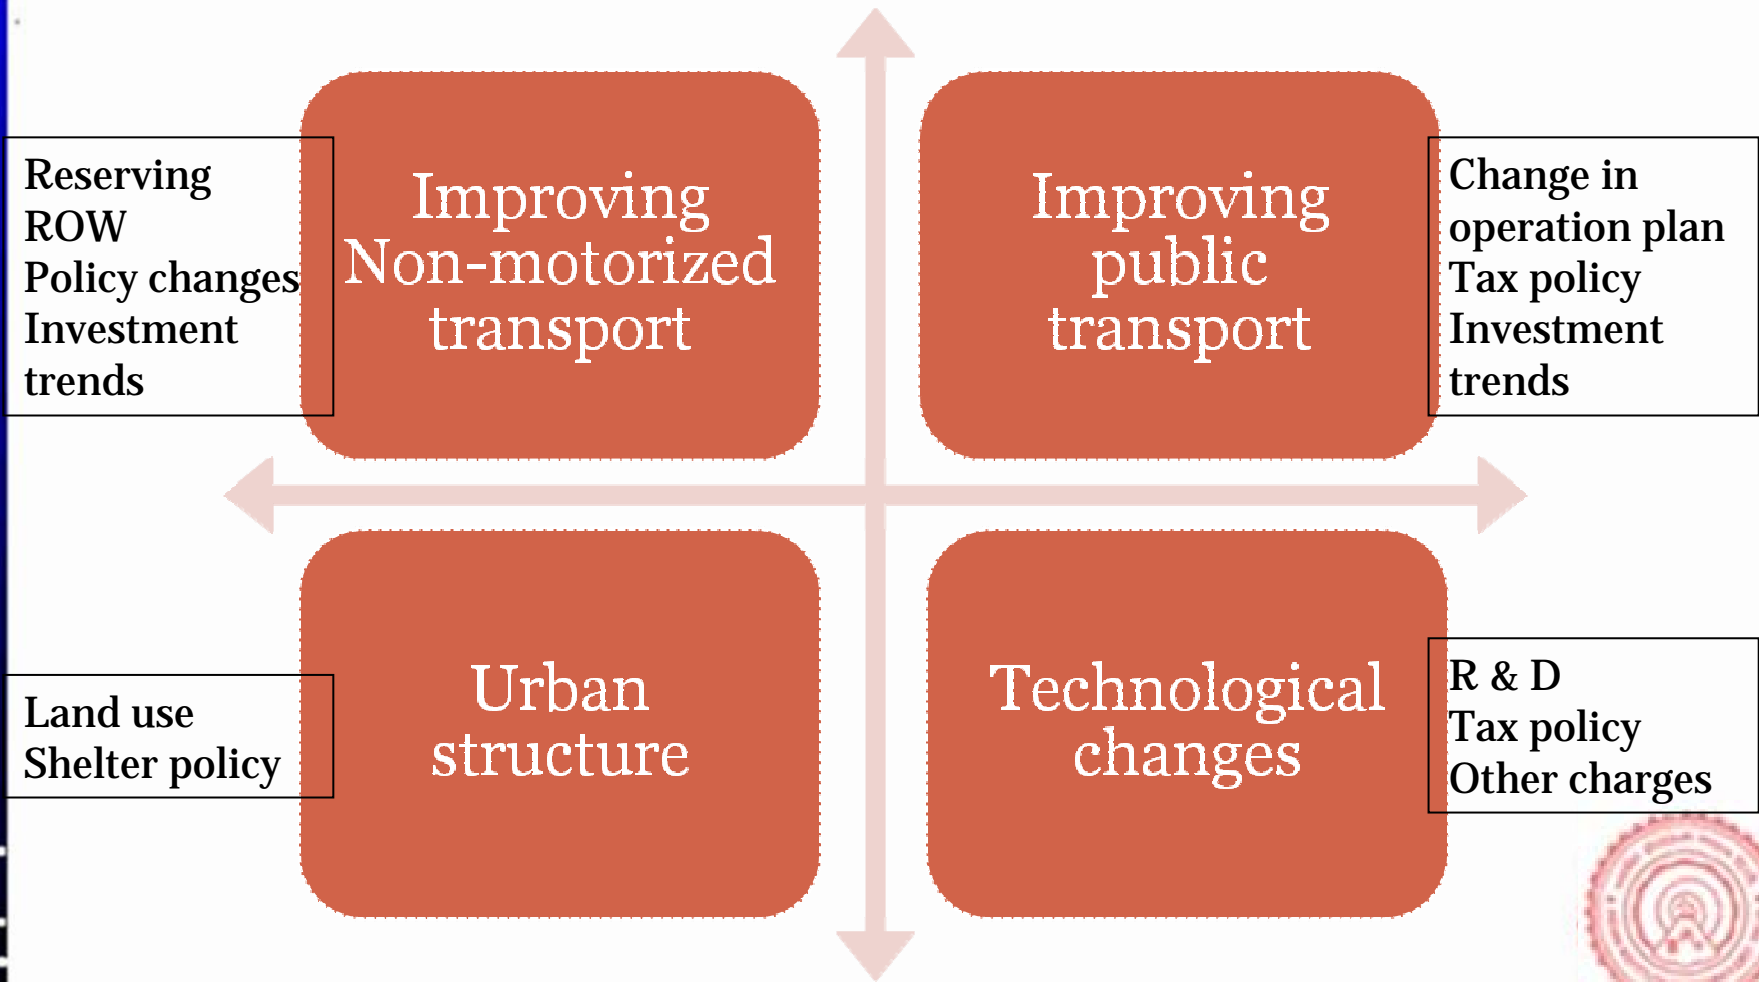 Reserving
ROW
Policy changes
Investment
trends
Improving
Non-motorized
transport
Improving
public
transport
Change in
operation plan
Tax policy
Investment
trends
Land use
Shelter policy
Urban
structure
Technological
changes
R & D
Tax policy
Other charges